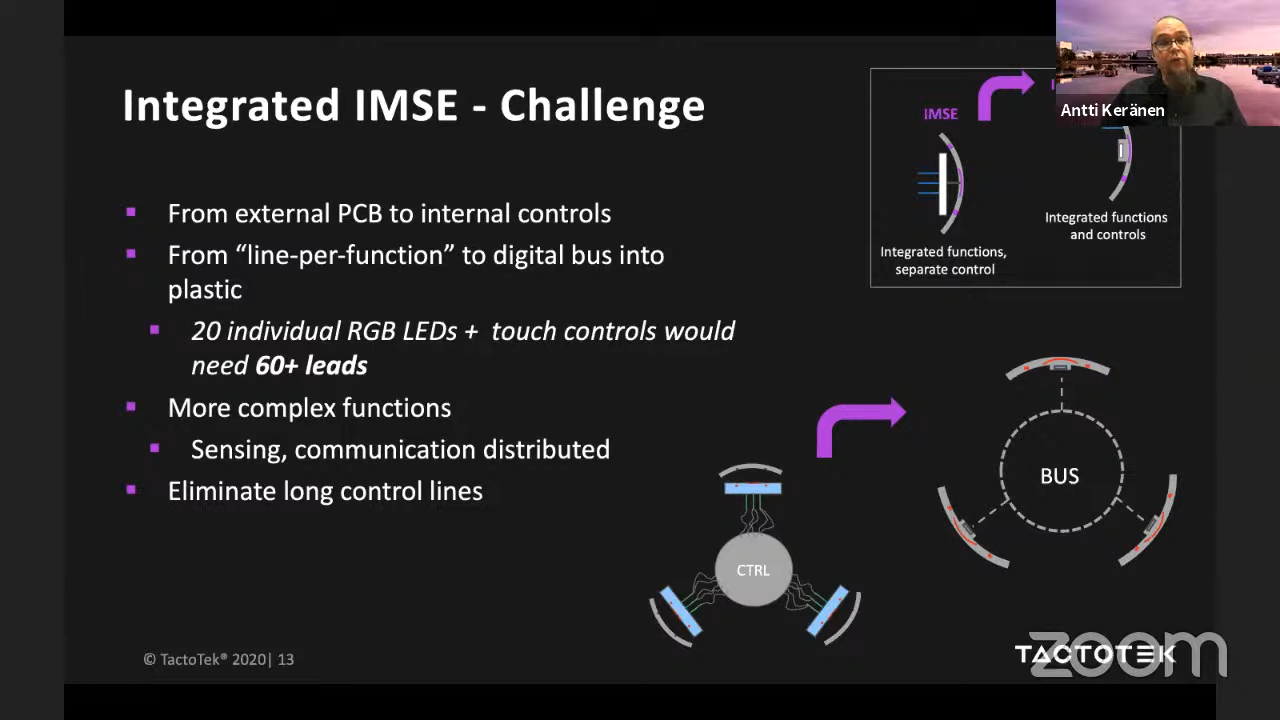 Integrated IMSE - Challenge
From external PCB to internal controls
From “line-per-function” to digital bus into
plastic
20 individual RGB LEDs + touch controls would
need 60+ leads
More complex functions
Sensing, communication distributed
Eliminate long control lines
IMSE
Integrated functions,
separate control
Integrated functions
and controls
Antti Keränen
BUS
CTRL
© TactoTek® 2020| 13
TACTOTEK
zoom